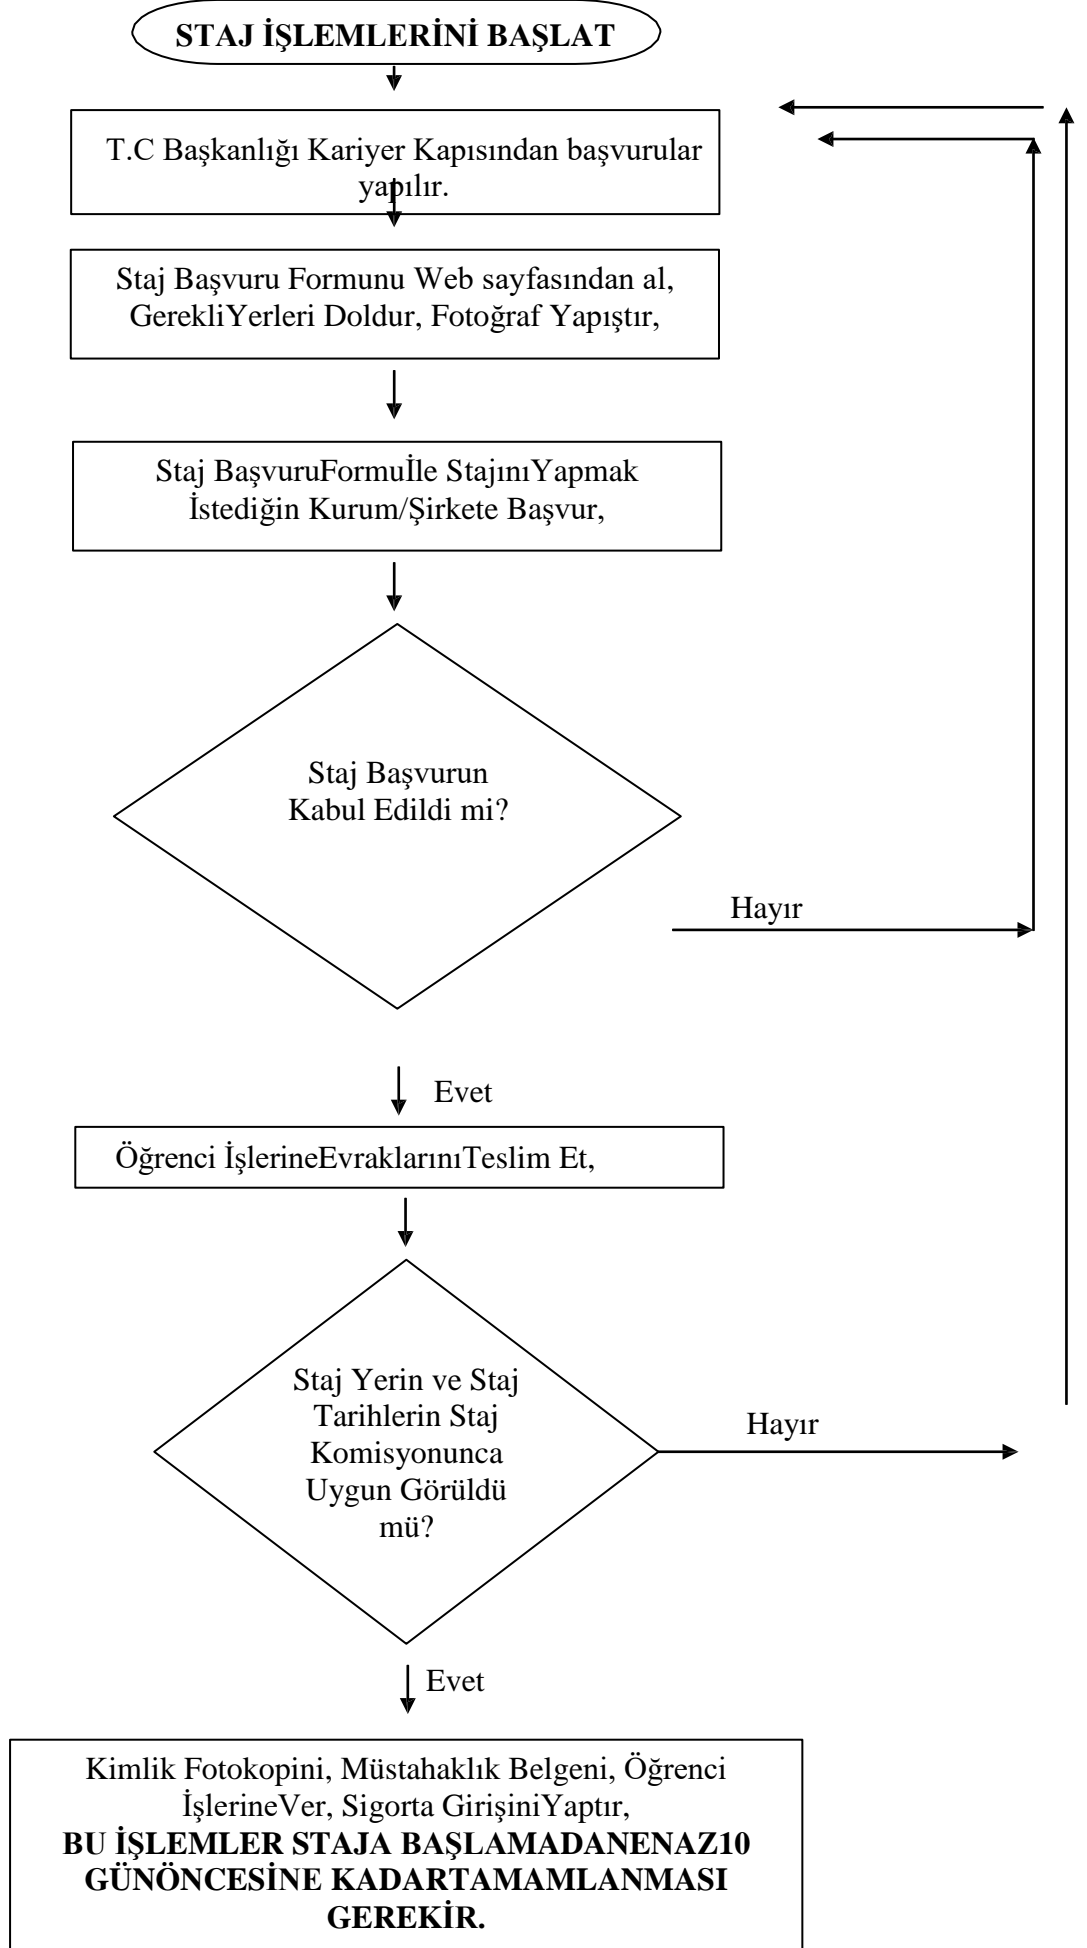 STAJ İŞLEMLERİNİ BAŞLAT
T.C Başkanlığı Kariyer Kapısından başvurular
yapılır.
Staj Başvuru Formunu Web sayfasından al,
GerekliYerleri Doldur, Fotoğraf Yapıştır,
Staj BaşvuruFormuİle StajınıYapmak
İstediğin Kurum/Şirkete Başvur,
Staj Başvurun
Kabul Edildi mi?
Hayır
Evet
Öğrenci İşlerineEvraklarınıTeslim Et,
Staj Yerin ve Staj
Tarihlerin Staj
Komisyonunca
Uygun Görüldü
mü?
Hayır
Evet
Kimlik Fotokopini, Müstahaklık Belgeni, Öğrenci
İşlerineVer, Sigorta GirişiniYaptır,
BU İŞLEMLER STAJA BAŞLAMADANENAZ10
GÜNÖNCESİNE KADARTAMAMLANMASI
GEREKİR.